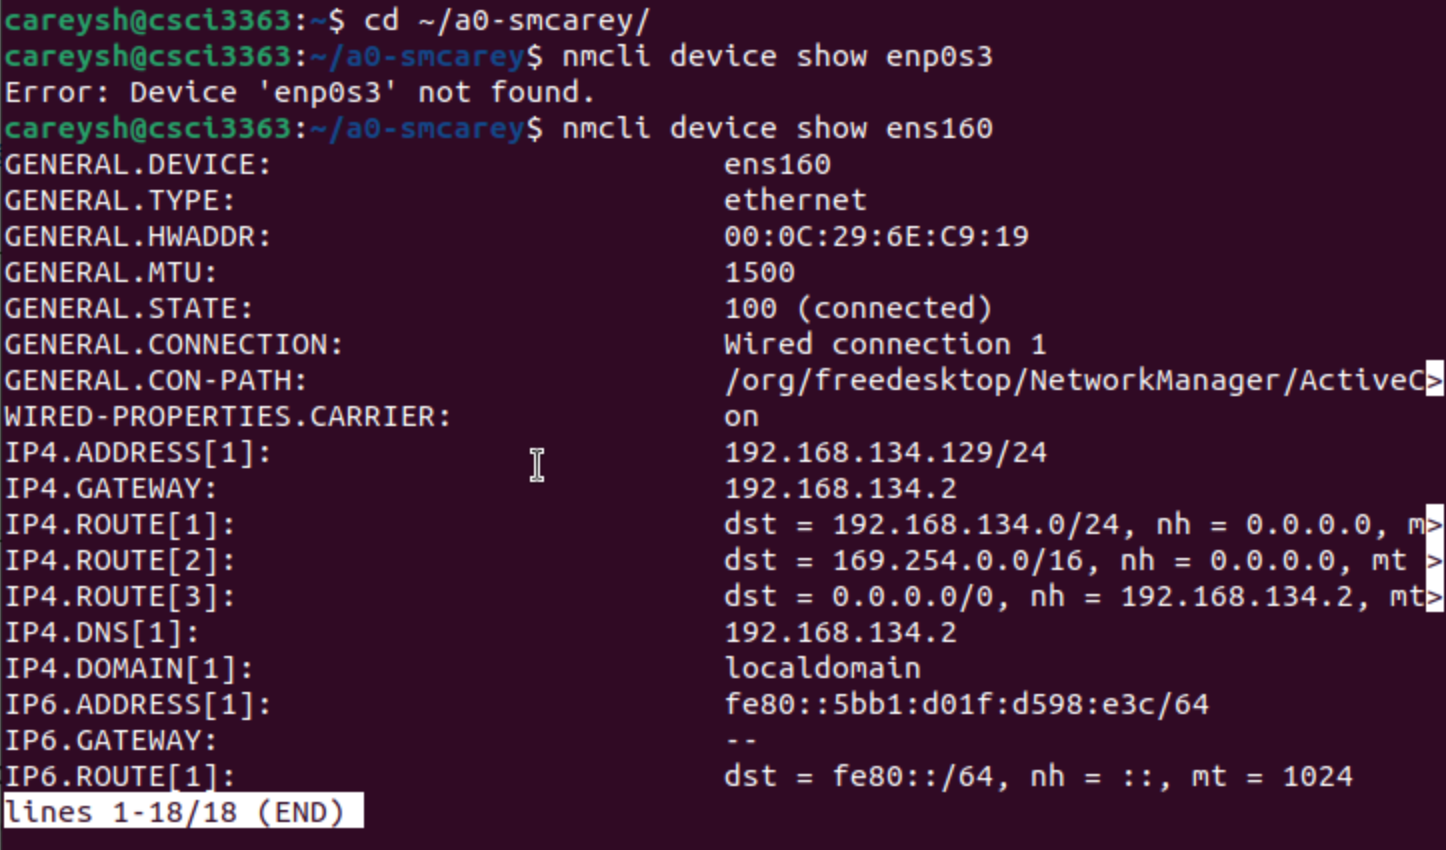 careysh@csci3363:~$ cd ~/a0-smcarey/
careysh@csci3363:~/a0-smcarey$ nmcli device show enp0s3
Error: Device 'enp0s3' not found.
careysh@csci3363:~/a0-smcarey$ nmcli device show ens160
GENERAL.DEVICE:                         ens160
GENERAL.TYPE:                           ethernet
GENERAL.HWADDR:                         00:0C:29:6E:C9:19
GENERAL.MTU:                            1500
GENERAL.STATE:                          100 (connected)
GENERAL.CONNECTION:                     Wired connection 1
GENERAL.CON-PATH:                       /org/freedesktop/NetworkManager/ActiveC>
WIRED-PROPERTIES.CARRIER:               on
IP4.ADDRESS[1]:                         192.168.134.129/24
IP4.GATEWAY:                            192.168.134.2
IP4.ROUTE[1]:                           dst = 192.168.134.0/24, nh = 0.0.0.0, m>
IP4.ROUTE[2]:                           dst = 169.254.0.0/16, nh = 0.0.0.0, mt >
IP4.ROUTE[3]:                           dst = 0.0.0.0/0, nh = 192.168.134.2, mt>
IP4.DNS[1]:                             192.168.134.2
IP4.DOMAIN[1]:                          localdomain
IP6.ADDRESS[1]:                         fe80::5bb1:d01f:d598:e3c/64
IP6.GATEWAY:                            --
IP6.ROUTE[1]:                           dst = fe80::/64, nh = ::, mt = 1024
lines 1-18/18 (END)